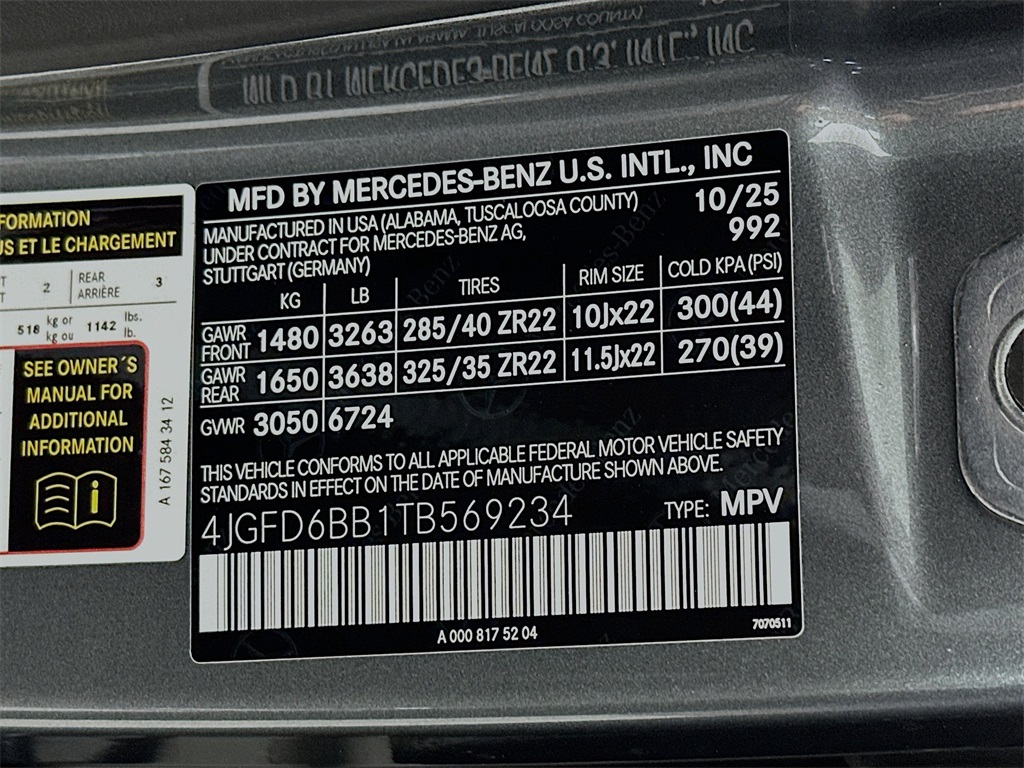 MFD BY MERCEDES-BENZ U.S. INTL., INC
MANUFACTURED IN USA (ALABAMA, TUSCALOOSA COUNTY) 10/25
UNDER CONTRACT FOR MERCEDES-BENZ AG, 992
STUTTGART (GERMANY)
KG LB TIRES RIM SIZE COLD KPA (PSI)
GAWR FRONT 1480 3263 285/40 ZR22 10Jx22 300(44)
GAWR REAR 1650 3638 325/35 ZR22 11.5Jx22 270(39)
GVWR 3050 6724
THIS VEHICLE CONFORMS TO ALL APPLICABLE FEDERAL MOTOR VEHICLE SAFETY
STANDARDS IN EFFECT ON THE DATE OF MANUFACTURE SHOWN ABOVE.
4JGFD6BB1TB569234 TYPE: MPV
A 000 817 52 04
7070511
ET LE CHARGEMENT
2 REAR 3
ARRIÈRE
518 kg or 1142 lbs.
kg ou lb.
SEE OWNER´S
MANUAL FOR
ADDITIONAL
INFORMATION
i
A 167 584 34 12